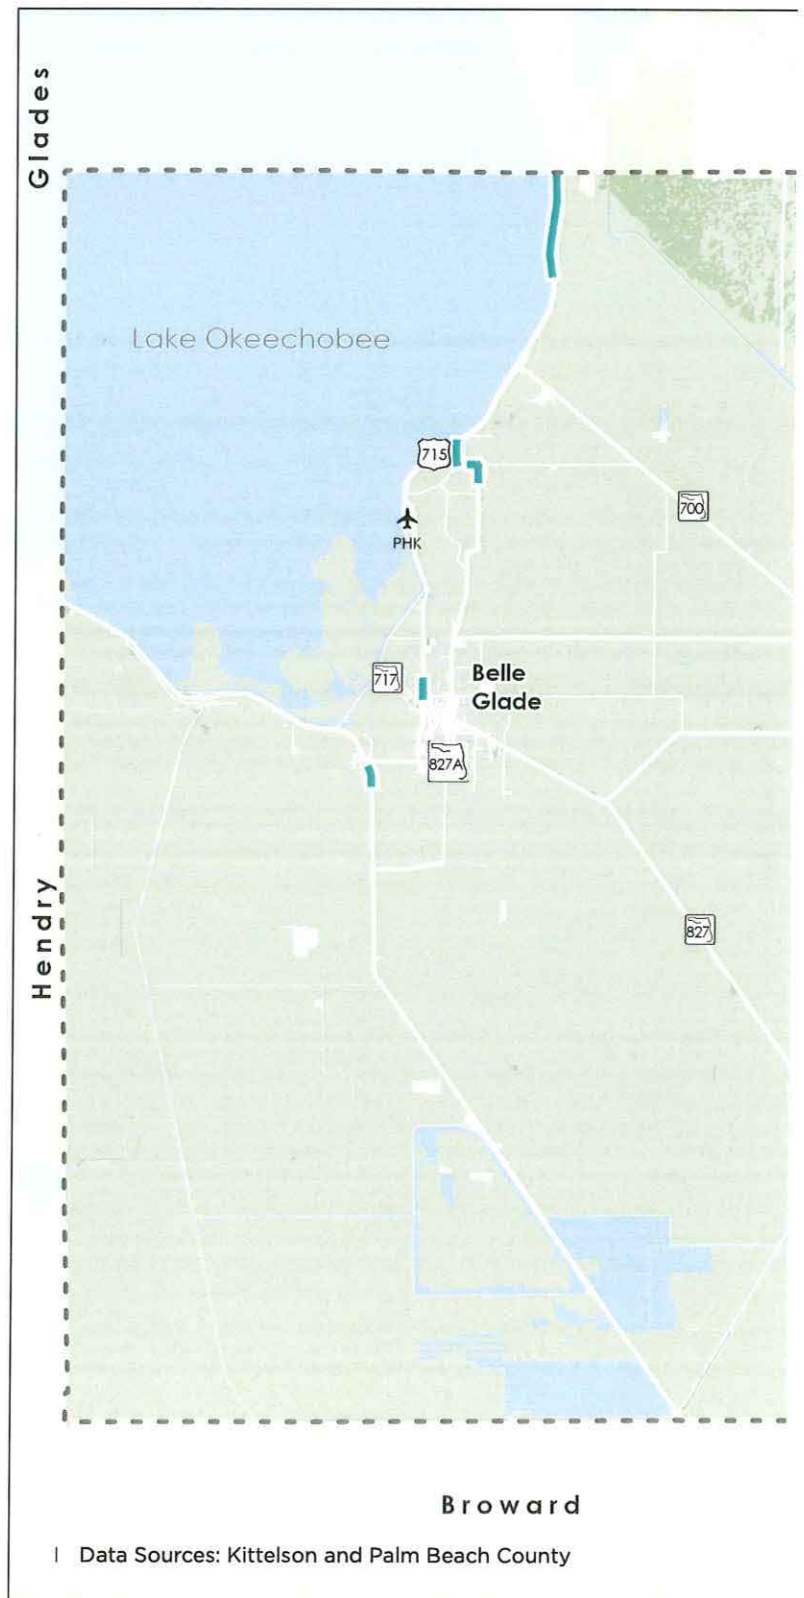 Glades
Lake Okeechobee
715
700
PHK
717
Belle
Glade
827A
827
Hendry
Broward
| Data Sources: Kittelson and Palm Beach County